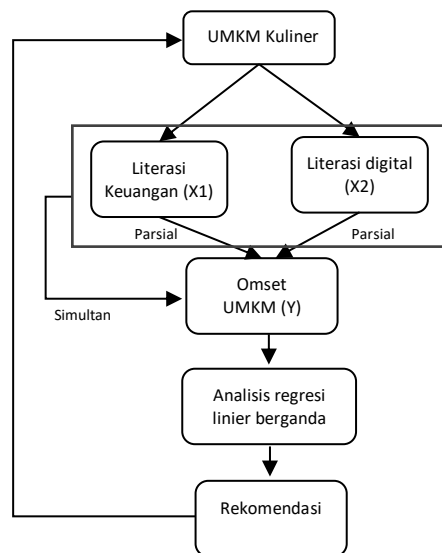 UMKM Kuliner
Literasi
Keuangan (X1)
Literasi digital
(X2)
Parsial
Parsial
Omset
UMKM (Y)
Simultan
Analisis regresi
linier berganda
Rekomendasi